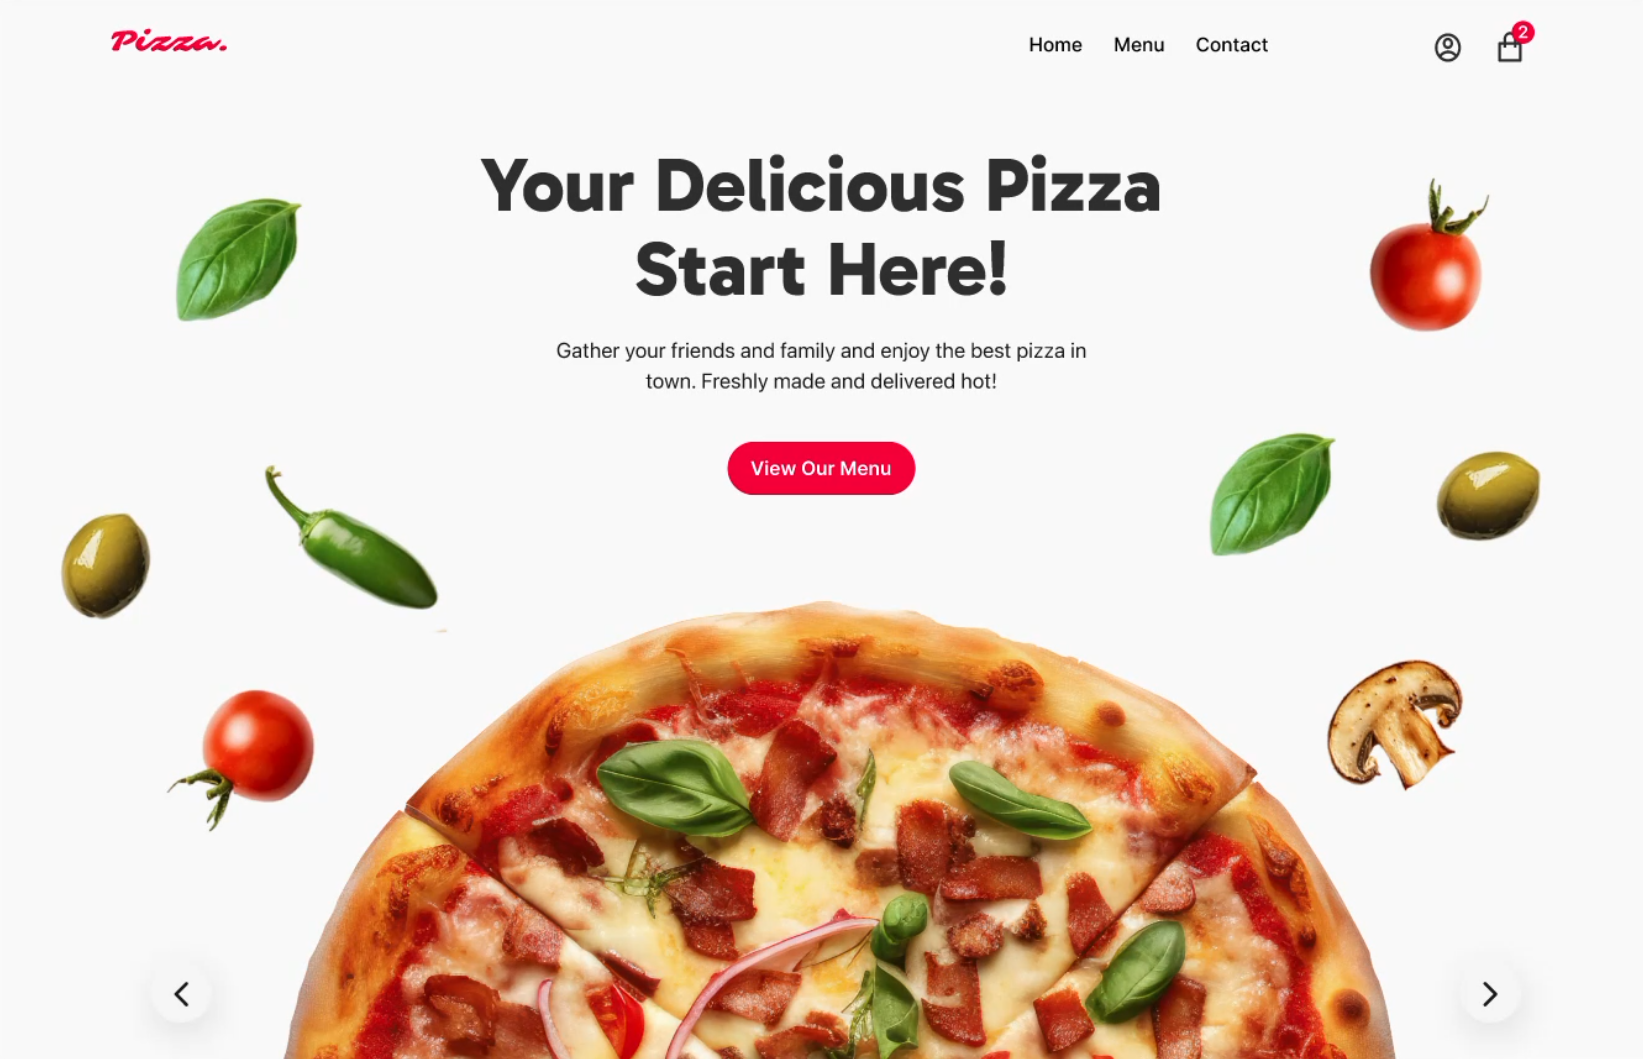 Pizza.
Home Menu Contact
2
Your Delicious Pizza
Start Here!
Gather your friends and family and enjoy the best pizza in
town. Freshly made and delivered hot!
View Our Menu